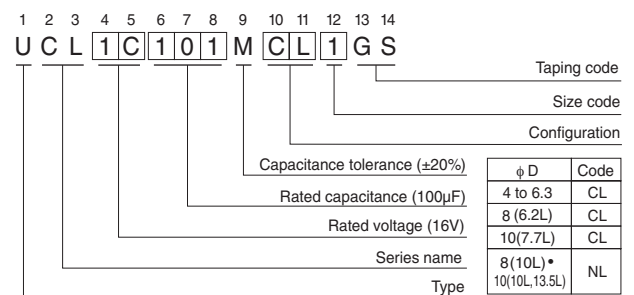 1 2 3 4 5 6 7 8 9 10 11 12 13 14
U C L 1 C 1 0 1 M C L 1 G S
Taping code
Size code
Configuration
Capacitance tolerance (±20%)
Rated capacitance (100µF)
Rated voltage (16V)
Series name
Type
ϕ D Code
4 to 6.3 CL
8 (6.2L) CL
10(7.7L) CL
8(10L) •
10(10L,13.5L) NL